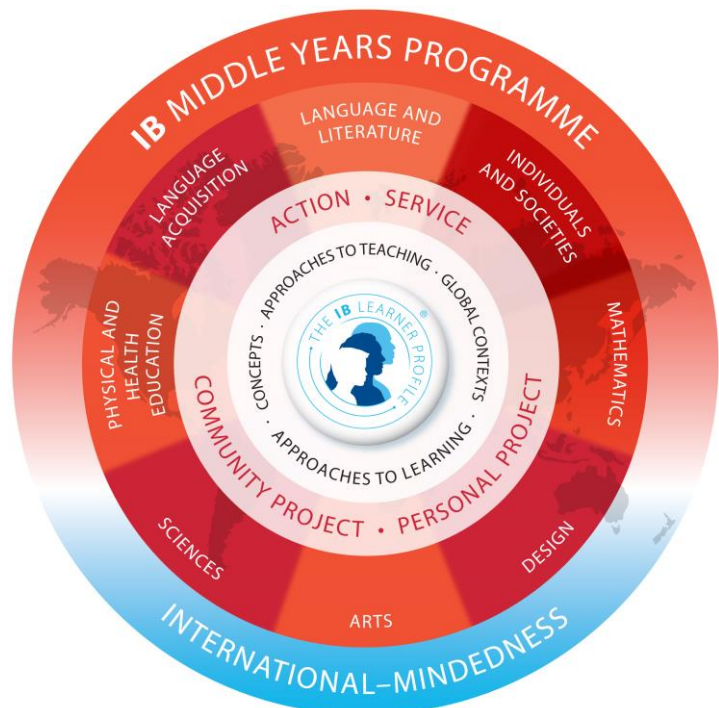 IB MIDDLE YEARS PROGRAMME
LANGUAGE AND
LITERATURE
LANGUAGE
ACQUISITION
INDIVIDUALS
AND SOCIETIES
PHYSICAL AND
HEALTH
EDUCATION
MATHEMATICS
SCIENCES
DESIGN
ARTS
ACTION • SERVICE
COMMUNITY PROJECT • PERSONAL PROJECT
APPROACHES TO TEACHING · GLOBAL CONTEXTS ·
APPROACHES TO LEARNING · CONCEPTS ·
THE IB LEARNER PROFILE ®
INTERNATIONAL–MINDEDNESS